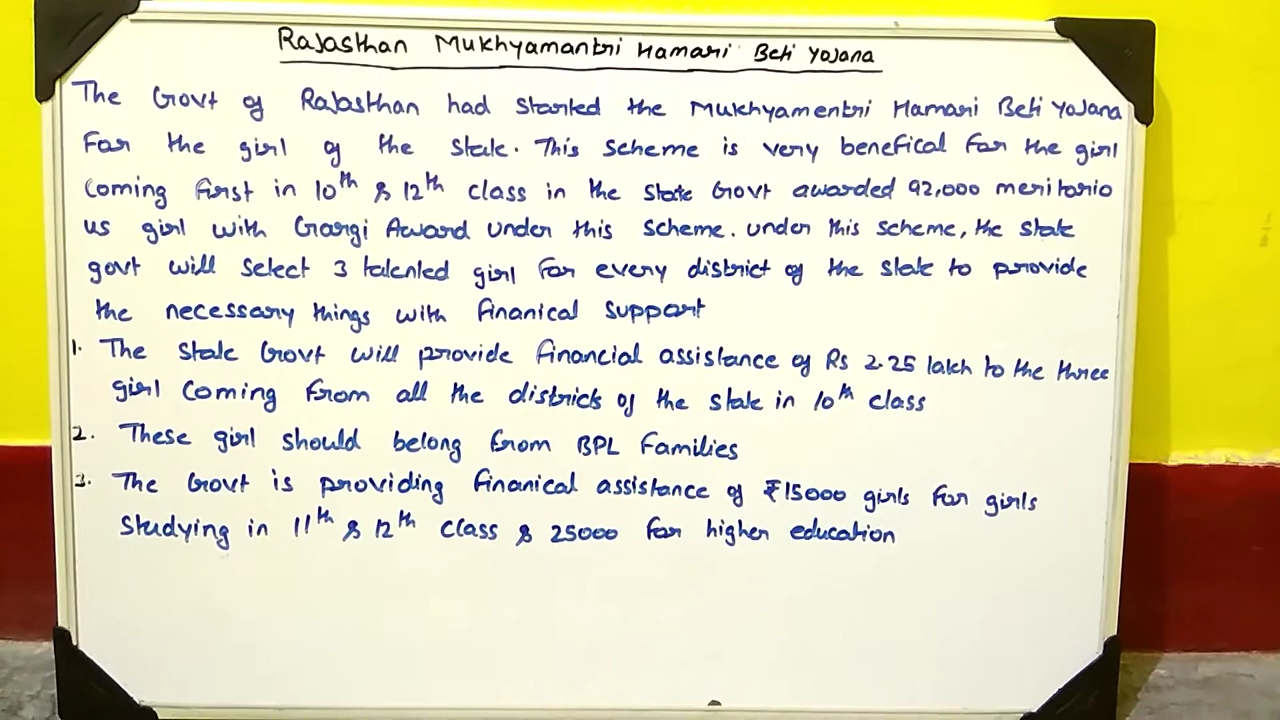 Rajasthan Mukhyamantri Hamari Beti Yojana
The Govt of Rajasthan had started the Mukhyamentri Hamari Beti Yojana
For the girl of the state. This scheme is very benefical for the girl
Coming first in 10th & 12th class in the state Govt awarded 92,000 meritorio
us girl with Gargi Award under this scheme. under this scheme, the state
govt will select 3 talented girl for every district of the state to provide
the necessary things with finanical support
1. The state Govt will provide financial assistance of Rs 2.25 lakh to the three
girl coming from all the districts of the state in 10th class
2. These girl should belong from BPL Families
3. The Govt is providing finanical assistance of ₹15000 girls for girls
studying in 11th & 12th class & 25000 for higher education